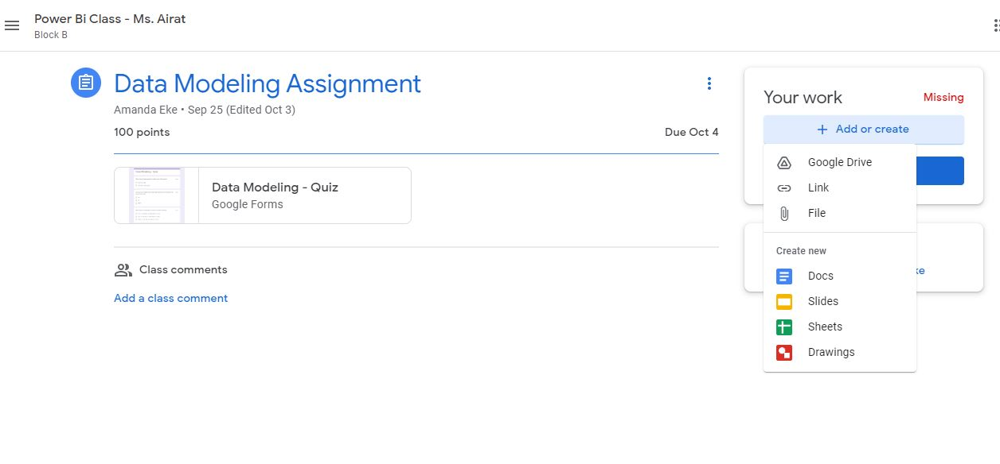 Power Bi Class - Ms. Airat
Block B
Data Modeling Assignment
Amanda Eke • Sep 25 (Edited Oct 3)
100 points
Due Oct 4
Data Modeling - Quiz
Google Forms
Class comments
Add a class comment
Your work
Missing
+ Add or create
Google Drive
Link
File
Create new
Docs
Slides
Sheets
Drawings